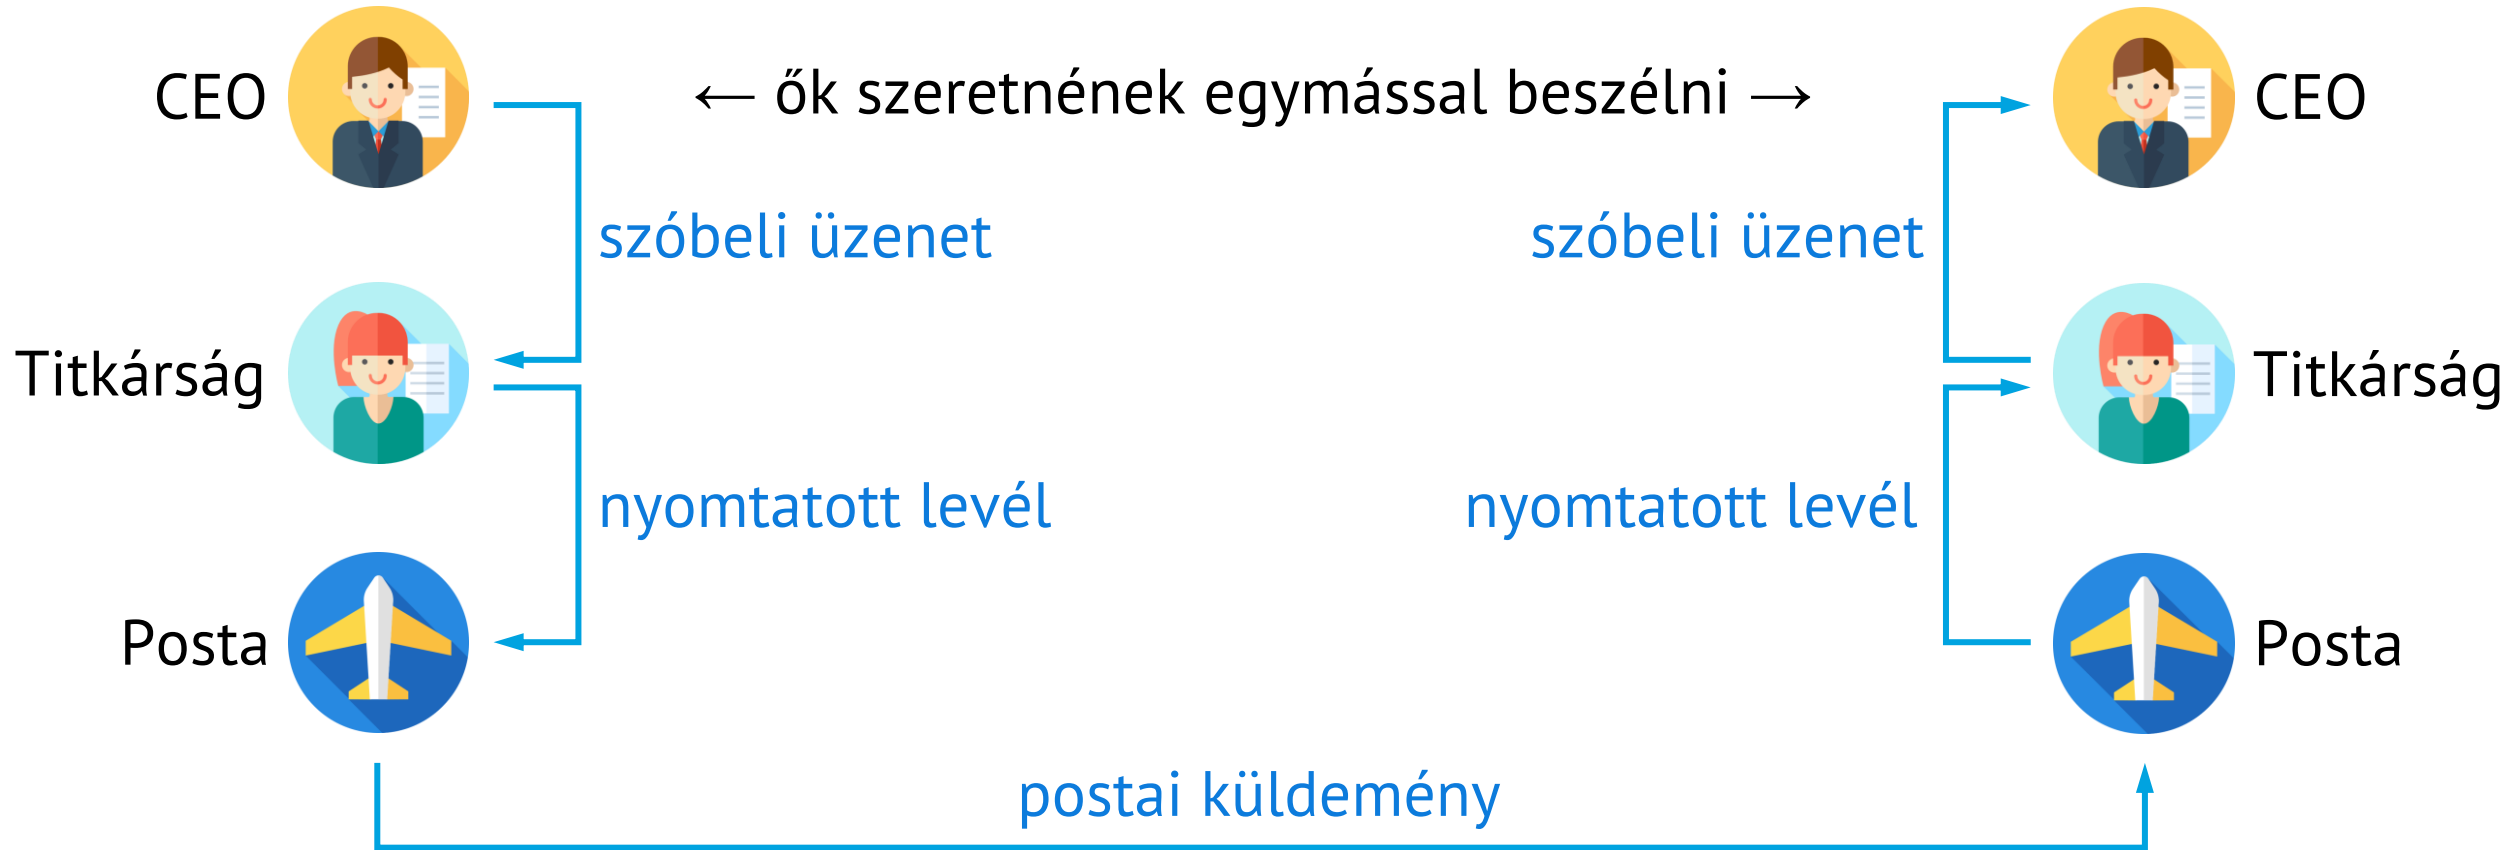 CEO
← ők szeretnének egymással beszélni →
CEO
szóbeli üzenet
szóbeli üzenet
Titkárság
Titkárság
nyomtatott levél
nyomtatott levél
Posta
Posta
postai küldemény